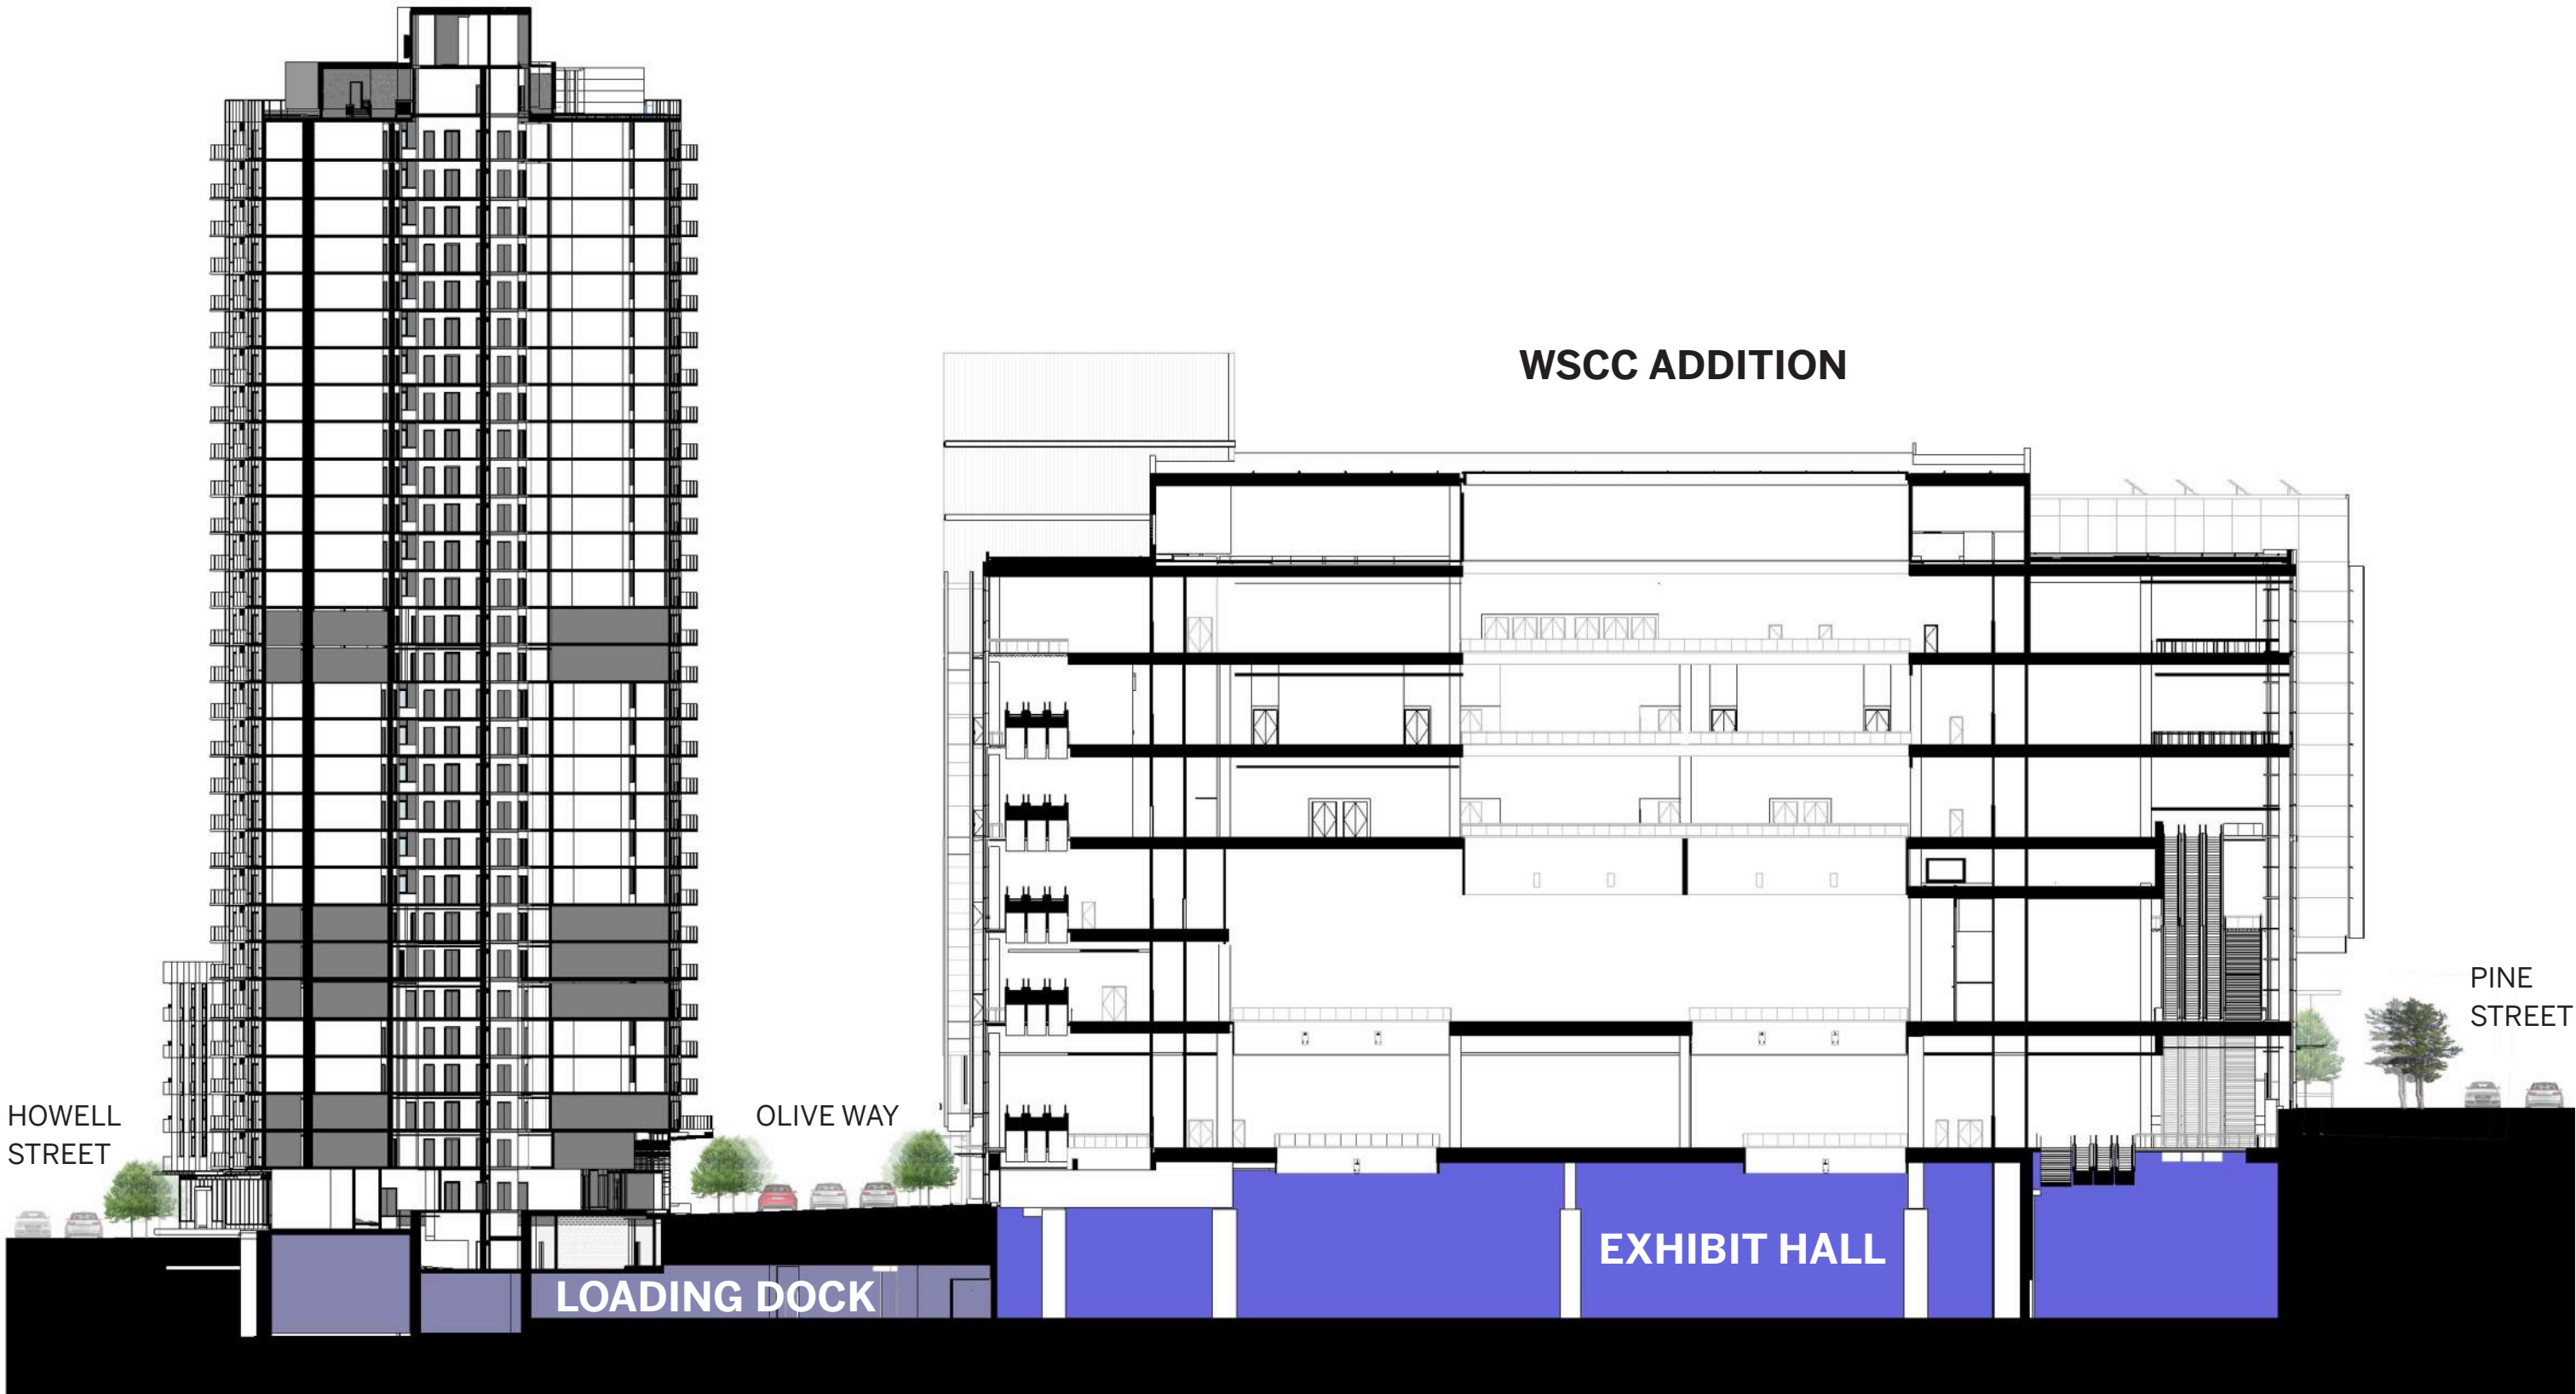 WSCC ADDITION
PINE
STREET
HOWELL
STREET
OLIVE WAY
EXHIBIT HALL
LOADING DOCK